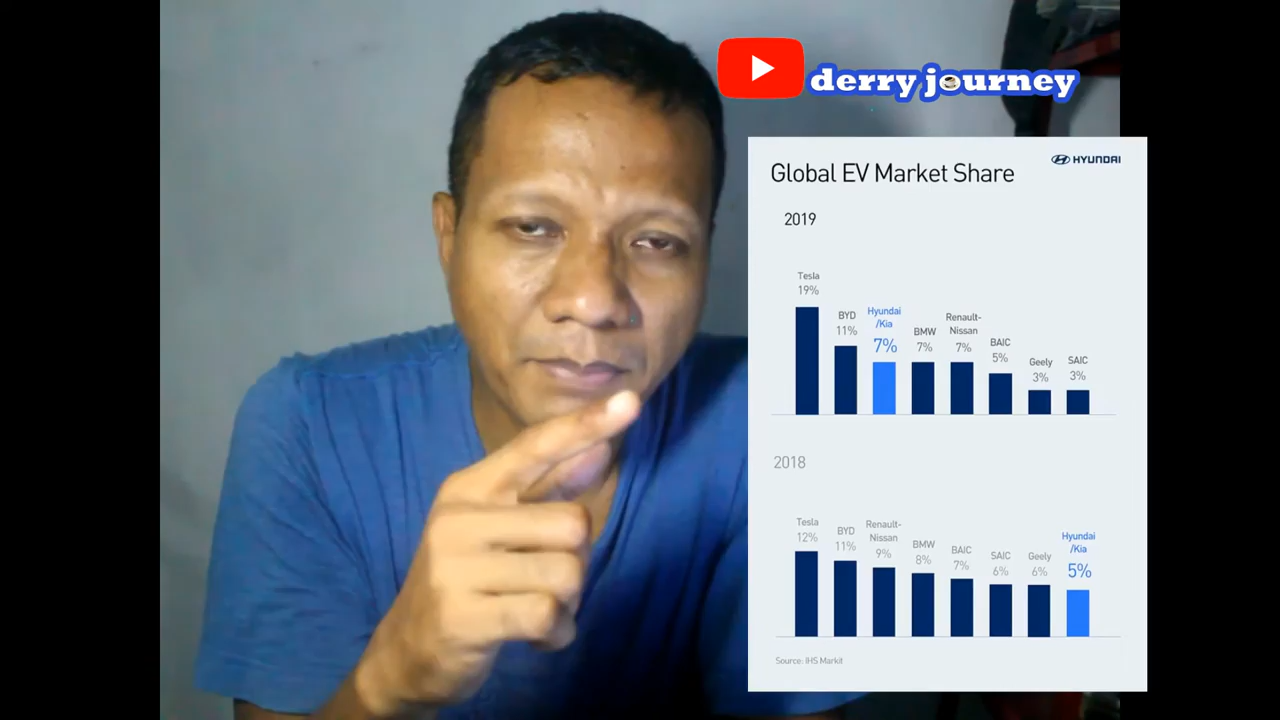 derry journey
HYUNDAI
Global EV Market Share
2019
Tesla
19%
BYD
11%
Hyundai
/Kia
7%
BMW
7%
Renault-
Nissan
7%
BAIC
5%
Geely
3%
SAIC
3%
2018
Tesla
12%
BYD
11%
Renault-
Nissan
9%
BMW
8%
BAIC
7%
SAIC
6%
Geely
6%
Hyundai
/Kia
5%
Source: IHS Markit